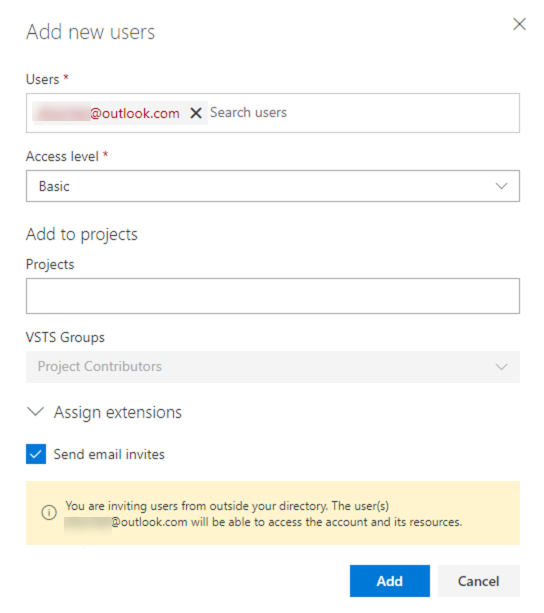 Add new users
Users *
@outlook.com Search users
Access level *
Basic
Add to projects
Projects
VSTS Groups
Project Contributors
Assign extensions
Send email invites
You are inviting users from outside your directory. The user(s)
@outlook.com will be able to access the account and its resources.
Add Cancel